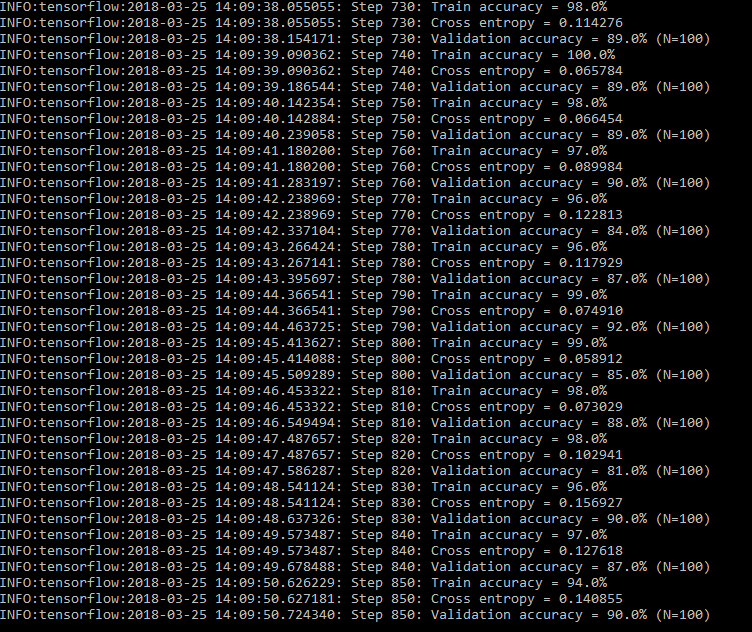 INFO:tensorflow:2018-03-25 14:09:38.055055: Step 730: Train accuracy = 98.0%
INFO:tensorflow:2018-03-25 14:09:38.055055: Step 730: Cross entropy = 0.114276
INFO:tensorflow:2018-03-25 14:09:38.154171: Step 730: Validation accuracy = 89.0% (N=100)
INFO:tensorflow:2018-03-25 14:09:39.090362: Step 740: Train accuracy = 100.0%
INFO:tensorflow:2018-03-25 14:09:39.090362: Step 740: Cross entropy = 0.065784
INFO:tensorflow:2018-03-25 14:09:39.186544: Step 740: Validation accuracy = 89.0% (N=100)
INFO:tensorflow:2018-03-25 14:09:40.142354: Step 750: Train accuracy = 98.0%
INFO:tensorflow:2018-03-25 14:09:40.142884: Step 750: Cross entropy = 0.066454
INFO:tensorflow:2018-03-25 14:09:40.239058: Step 750: Validation accuracy = 89.0% (N=100)
INFO:tensorflow:2018-03-25 14:09:41.180200: Step 760: Train accuracy = 97.0%
INFO:tensorflow:2018-03-25 14:09:41.180200: Step 760: Cross entropy = 0.089984
INFO:tensorflow:2018-03-25 14:09:41.283197: Step 760: Validation accuracy = 90.0% (N=100)
INFO:tensorflow:2018-03-25 14:09:42.238969: Step 770: Train accuracy = 96.0%
INFO:tensorflow:2018-03-25 14:09:42.238969: Step 770: Cross entropy = 0.122813
INFO:tensorflow:2018-03-25 14:09:42.337104: Step 770: Validation accuracy = 84.0% (N=100)
INFO:tensorflow:2018-03-25 14:09:43.266424: Step 780: Train accuracy = 96.0%
INFO:tensorflow:2018-03-25 14:09:43.267141: Step 780: Cross entropy = 0.117929
INFO:tensorflow:2018-03-25 14:09:43.395697: Step 780: Validation accuracy = 87.0% (N=100)
INFO:tensorflow:2018-03-25 14:09:44.366541: Step 790: Train accuracy = 99.0%
INFO:tensorflow:2018-03-25 14:09:44.366541: Step 790: Cross entropy = 0.074910
INFO:tensorflow:2018-03-25 14:09:44.463725: Step 790: Validation accuracy = 92.0% (N=100)
INFO:tensorflow:2018-03-25 14:09:45.413627: Step 800: Train accuracy = 99.0%
INFO:tensorflow:2018-03-25 14:09:45.414088: Step 800: Cross entropy = 0.058912
INFO:tensorflow:2018-03-25 14:09:45.509289: Step 800: Validation accuracy = 85.0% (N=100)
INFO:tensorflow:2018-03-25 14:09:46.453322: Step 810: Train accuracy = 98.0%
INFO:tensorflow:2018-03-25 14:09:46.453322: Step 810: Cross entropy = 0.073029
INFO:tensorflow:2018-03-25 14:09:46.549494: Step 810: Validation accuracy = 88.0% (N=100)
INFO:tensorflow:2018-03-25 14:09:47.487657: Step 820: Train accuracy = 98.0%
INFO:tensorflow:2018-03-25 14:09:47.487657: Step 820: Cross entropy = 0.102941
INFO:tensorflow:2018-03-25 14:09:47.586287: Step 820: Validation accuracy = 81.0% (N=100)
INFO:tensorflow:2018-03-25 14:09:48.541124: Step 830: Train accuracy = 96.0%
INFO:tensorflow:2018-03-25 14:09:48.541124: Step 830: Cross entropy = 0.156927
INFO:tensorflow:2018-03-25 14:09:48.637326: Step 830: Validation accuracy = 90.0% (N=100)
INFO:tensorflow:2018-03-25 14:09:49.573487: Step 840: Train accuracy = 97.0%
INFO:tensorflow:2018-03-25 14:09:49.573487: Step 840: Cross entropy = 0.127618
INFO:tensorflow:2018-03-25 14:09:49.678488: Step 840: Validation accuracy = 87.0% (N=100)
INFO:tensorflow:2018-03-25 14:09:50.626229: Step 850: Train accuracy = 94.0%
INFO:tensorflow:2018-03-25 14:09:50.627181: Step 850: Cross entropy = 0.140855
INFO:tensorflow:2018-03-25 14:09:50.724340: Step 850: Validation accuracy = 90.0% (N=100)